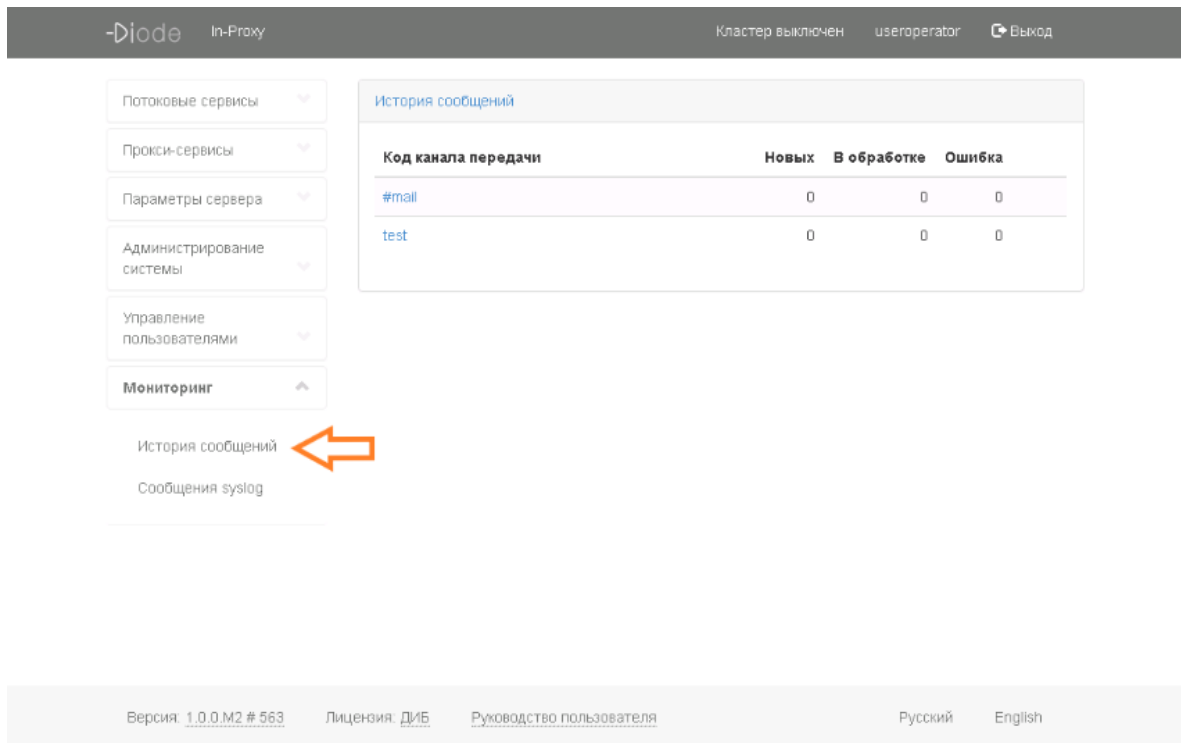 -Diode In-Proxy Кластер выключен useroperator Выход
Потоковые сервисы
Прокси-сервисы
Параметры сервера
Администрирование
системы
Управление
пользователями
Мониторинг
История сообщений
Сообщения syslog
История сообщений
Код канала передачи Новых В обработке Ошибка
#mail 0 0 0
test 0 0 0
Версия: 1.0.0.M2 # 563 Лицензия: ДИБ Руководство пользователя Русский English